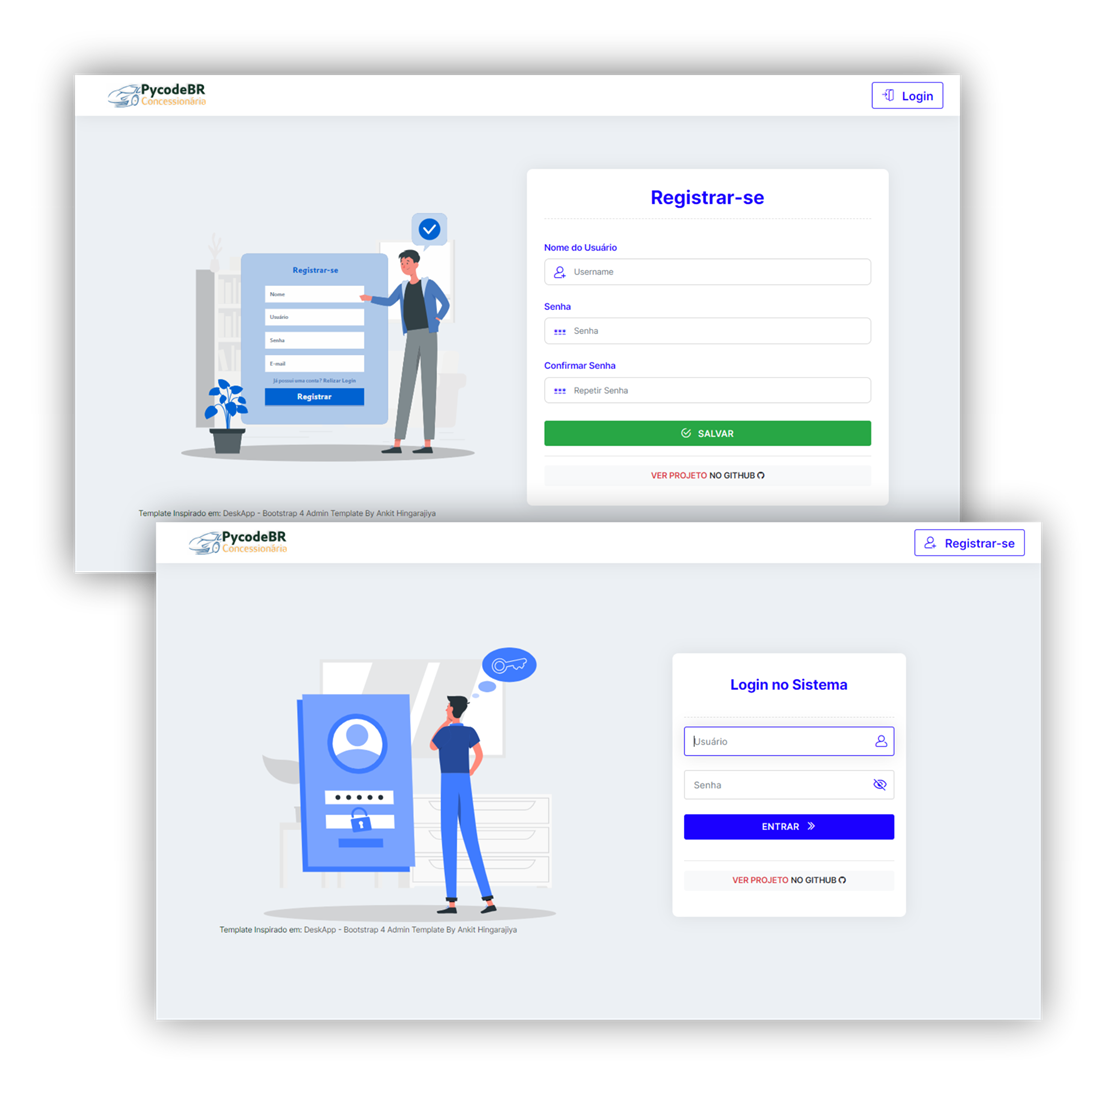 PycodeBR
Concessionária
Login
Registrar-se
Nome do Usuário
Username
Senha
Senha
Confirmar Senha
Repetir Senha
SALVAR
VER PROJETO NO GITHUB
Registrar-se
Nome
Usuário
Senha
E-mail
Já possui uma conta? Relizar Login
Registrar
Template Inspirado em: DeskApp - Bootstrap 4 Admin Template By Ankit Hingarajiya
PycodeBR
Concessionária
Registrar-se
Login no Sistema
Usuário
Senha
ENTRAR
VER PROJETO NO GITHUB
Template Inspirado em: DeskApp - Bootstrap 4 Admin Template By Ankit Hingarajiya